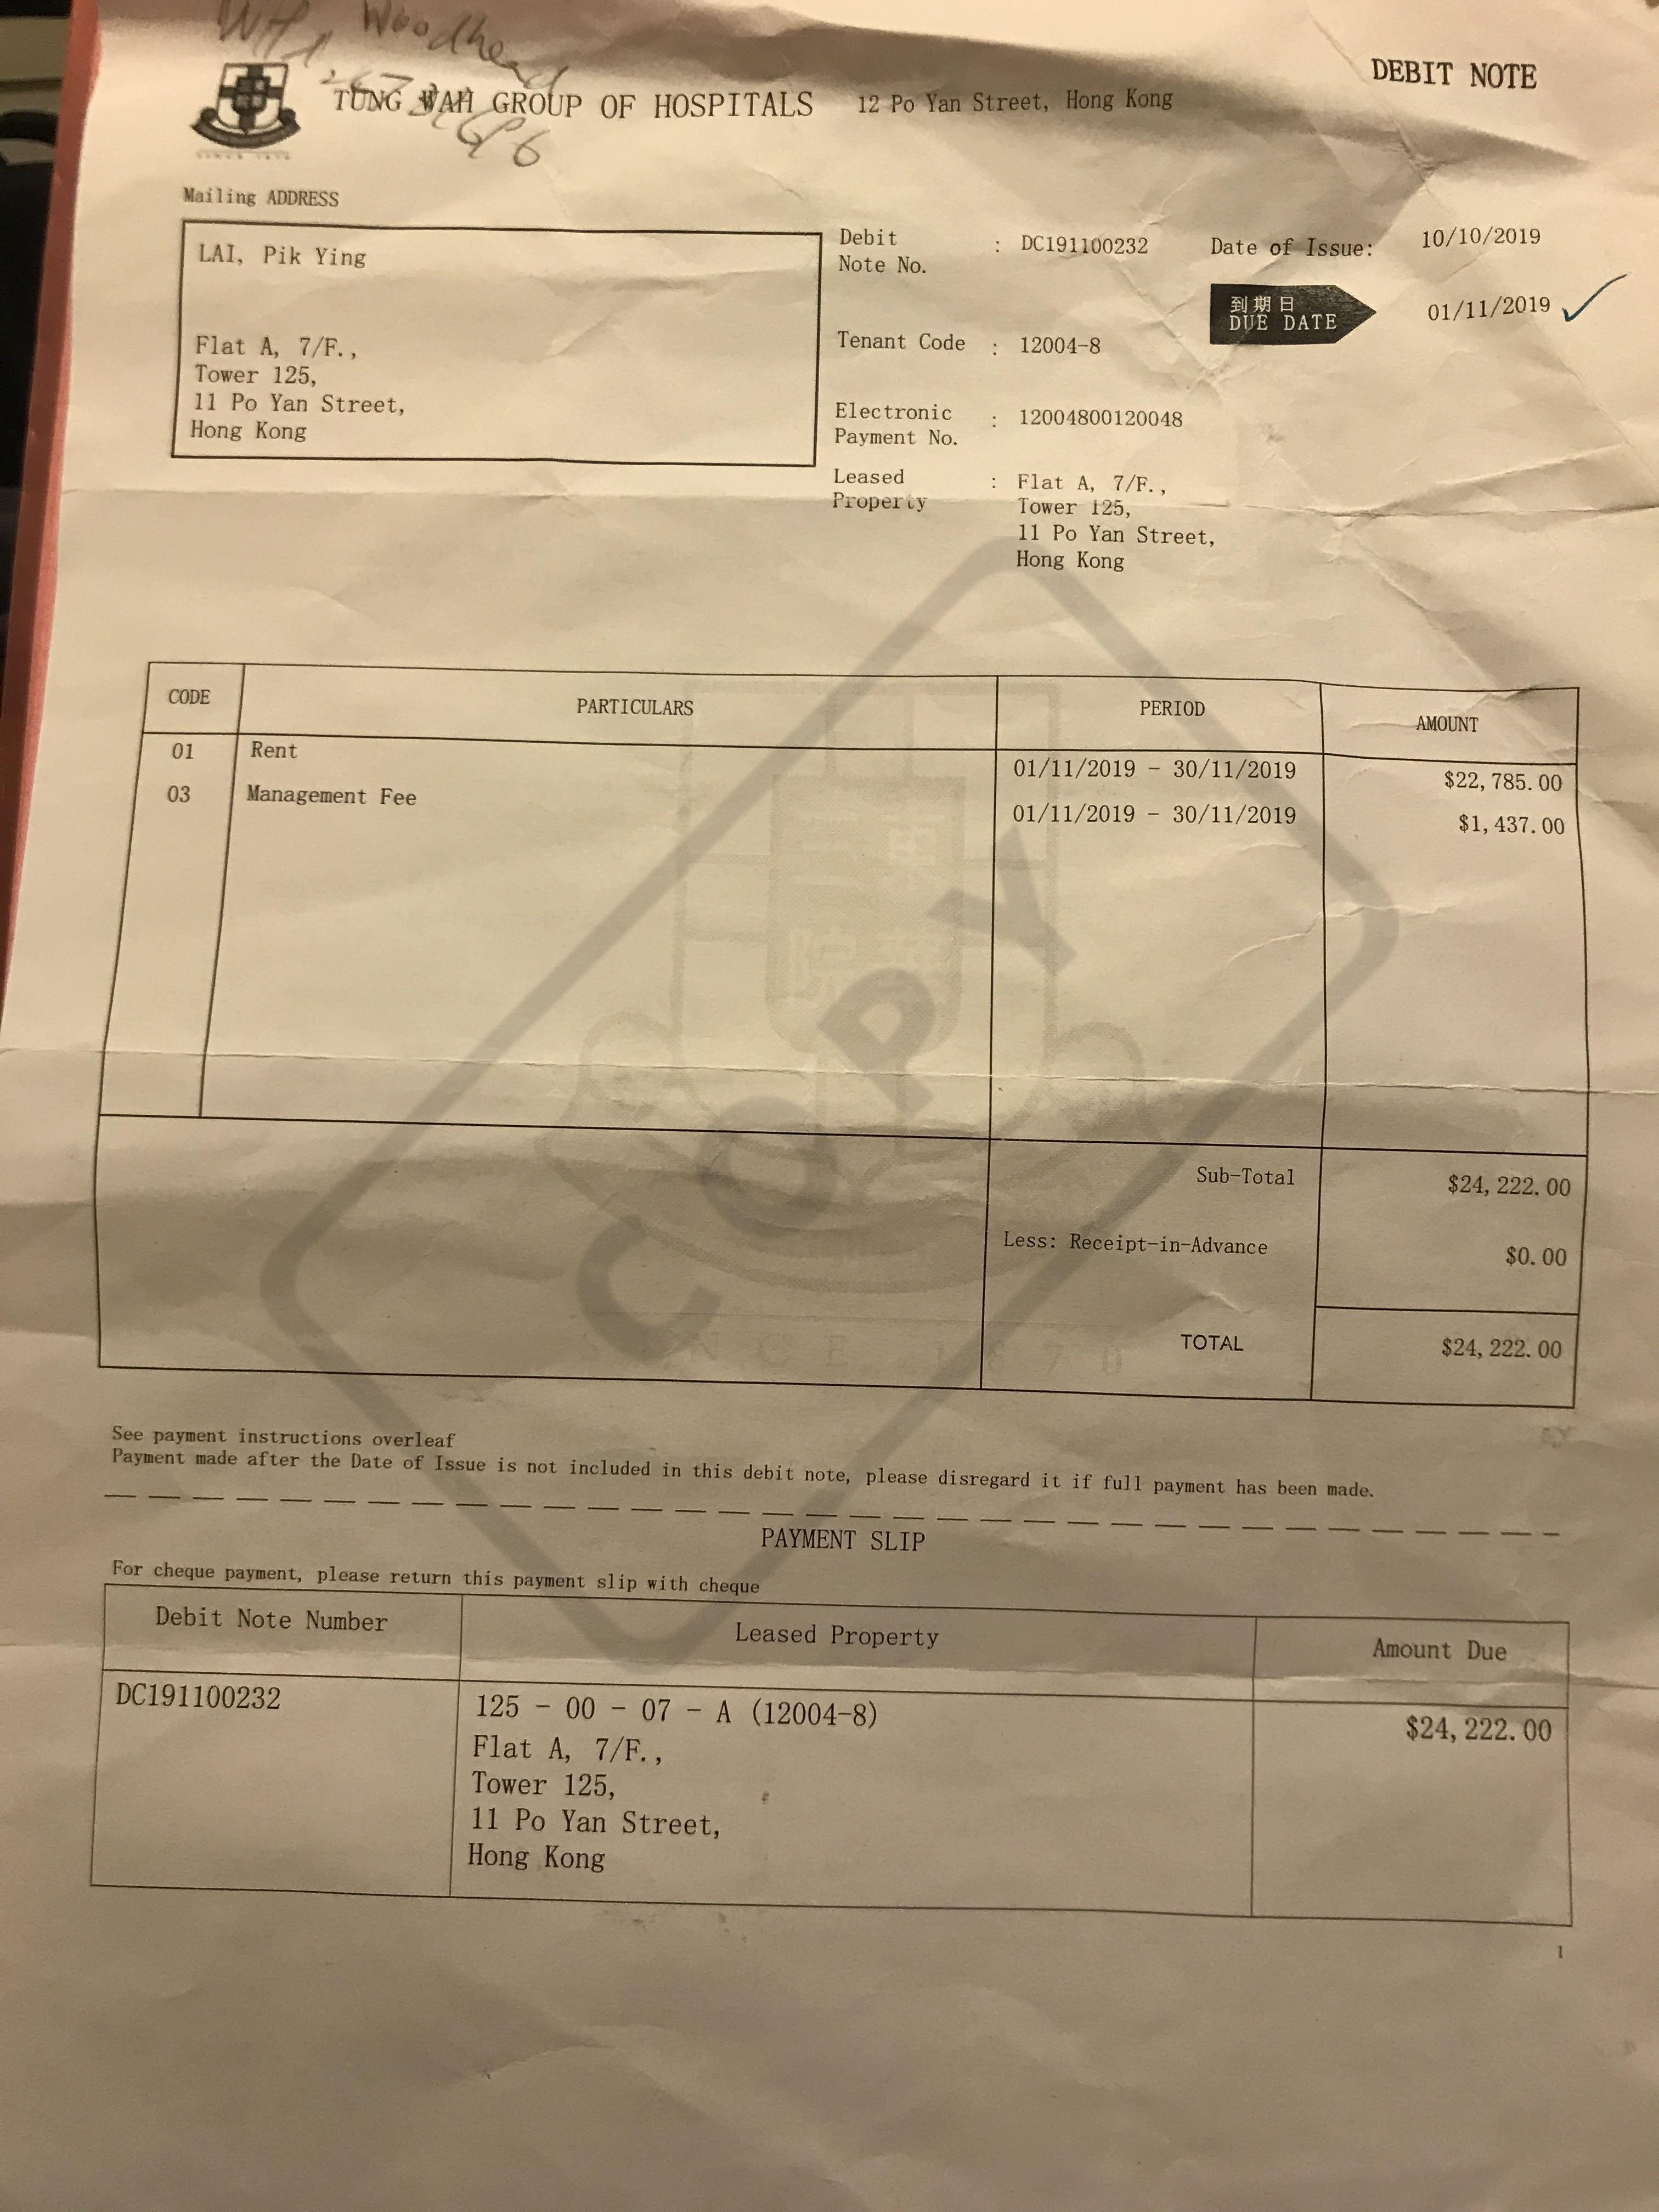 Woodhead
DEBIT NOTE
TUNG WAH GROUP OF HOSPITALS 12 Po Yan Street, Hong Kong
Mailing ADDRESS
LAI, Pik Ying
Flat A, 7/F.,
Tower 125,
11 Po Yan Street,
Hong Kong
Debit Note No. : DC191100232
Date of Issue: 10/10/2019
到期日
DUE DATE 01/11/2019
Tenant Code : 12004-8
Electronic Payment No. : 12004800120048
Leased Property : Flat A, 7/F.,
Tower 125,
11 Po Yan Street,
Hong Kong
CODE PARTICULARS PERIOD AMOUNT
01 Rent 01/11/2019 - 30/11/2019 $22,785.00
03 Management Fee 01/11/2019 - 30/11/2019 $1,437.00
COPY
Sub-Total $24,222.00
Less: Receipt-in-Advance $0.00
TOTAL $24,222.00
See payment instructions overleaf
Payment made after the Date of Issue is not included in this debit note, please disregard it if full payment has been made.
PAYMENT SLIP
For cheque payment, please return this payment slip with cheque
Debit Note Number Leased Property Amount Due
DC191100232 125 - 00 - 07 - A (12004-8) $24,222.00
Flat A, 7/F.,
Tower 125,
11 Po Yan Street,
Hong Kong
1